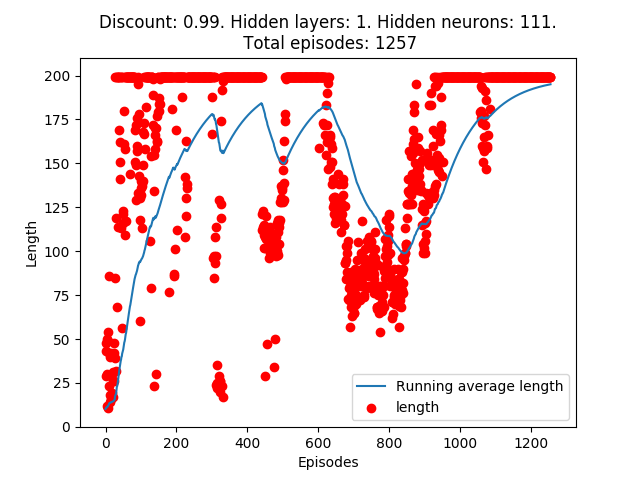 Discount: 0.99. Hidden layers: 1. Hidden neurons: 111.
Total episodes: 1257
200
175
150
125
100
75
50
25
0
Length
0
200
400
600
800
1000
1200
Episodes
Running average length
length